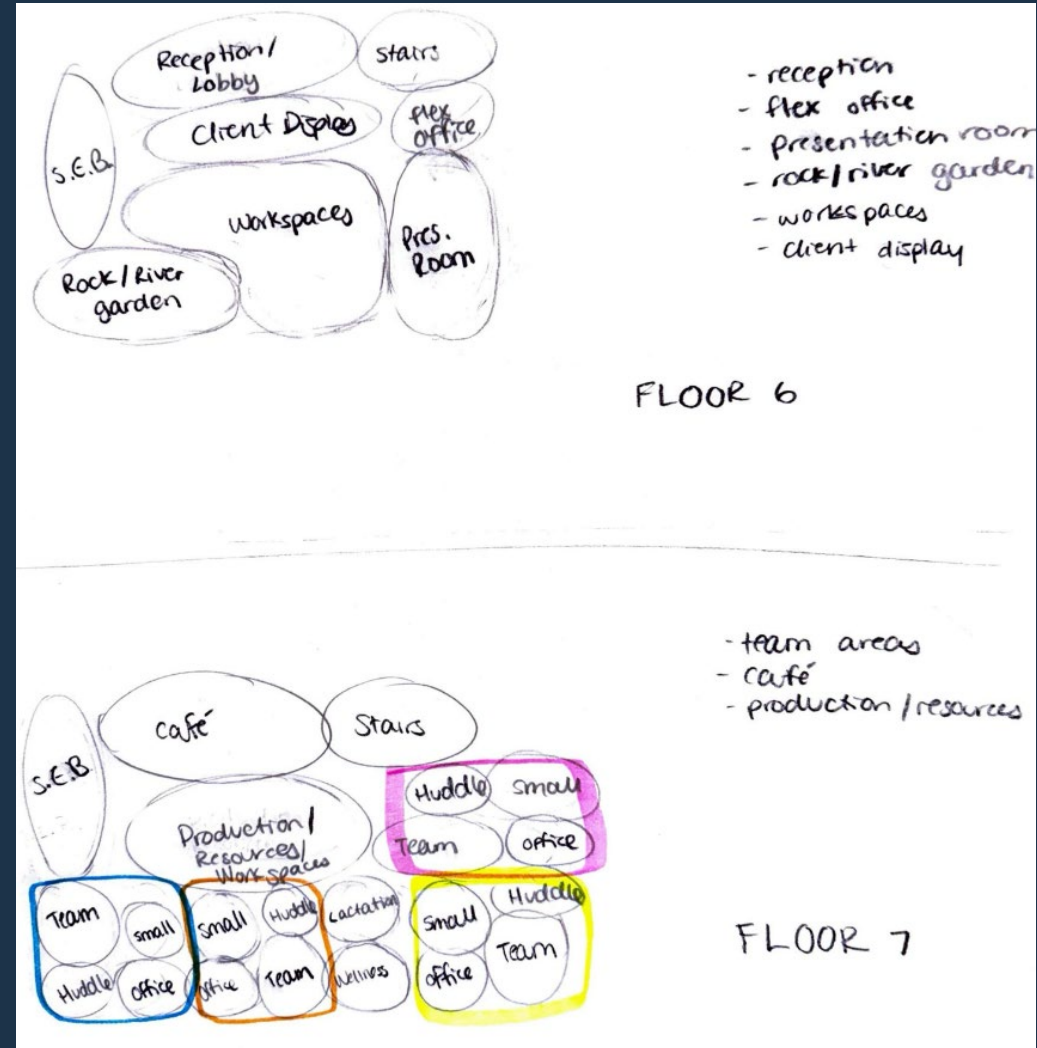 Reception/
Lobby
Stairs
S.E.B.
Client Display
flex
office
Workspaces
Pres.
Room
Rock/River
garden
- reception
- flex office
- presentation room
- rock/river garden
- workspaces
- client display
FLOOR 6
- team areas
- café
- production/resources
S.E.B.
Café
Stairs
Production/
Resources/
Workspaces
Huddle
small
Team
office
Team
small
Huddle
office
small
Huddle
office
Team
Lactation
Wellness
small
Huddle
office
Team
FLOOR 7